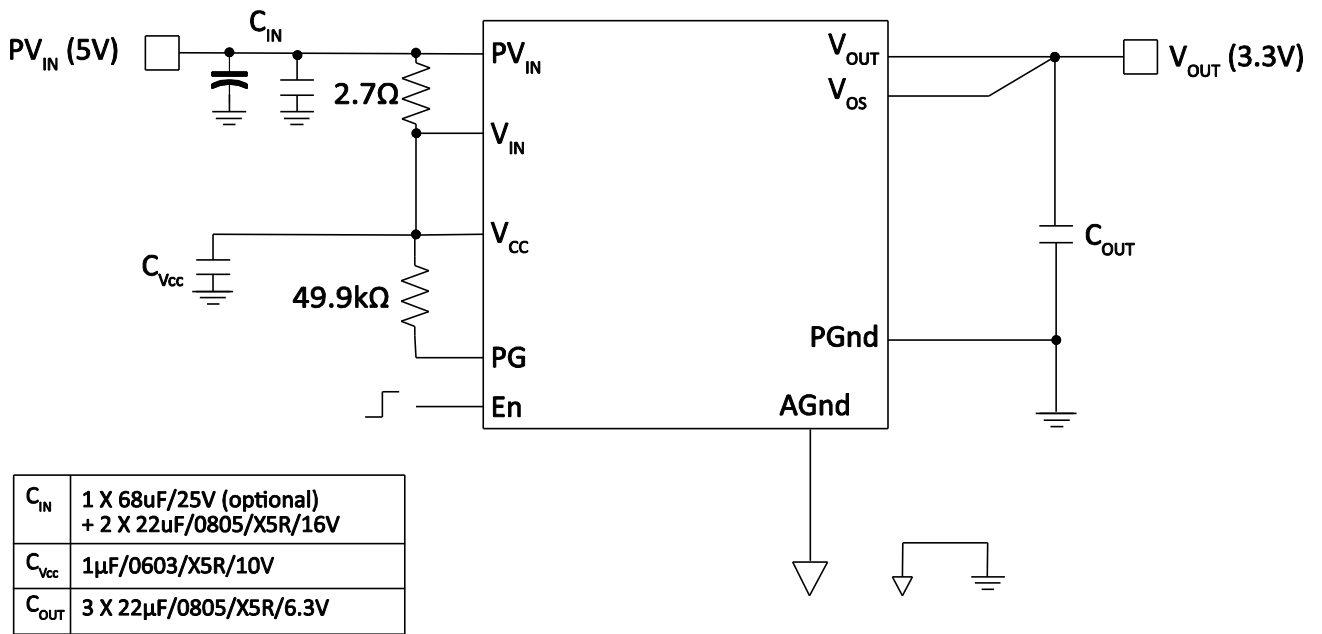 C_IN
PV_IN (5V)
PV_IN
V_OUT
V_OUT (3.3V)
2.7Ω
V_OS
V_IN
V_CC
C_Vcc
C_OUT
49.9kΩ
PG
PGnd
En
AGnd
C_IN 1 X 68uF/25V (optional)
+ 2 X 22uF/0805/X5R/16V
C_Vcc 1µF/0603/X5R/10V
C_OUT 3 X 22µF/0805/X5R/6.3V